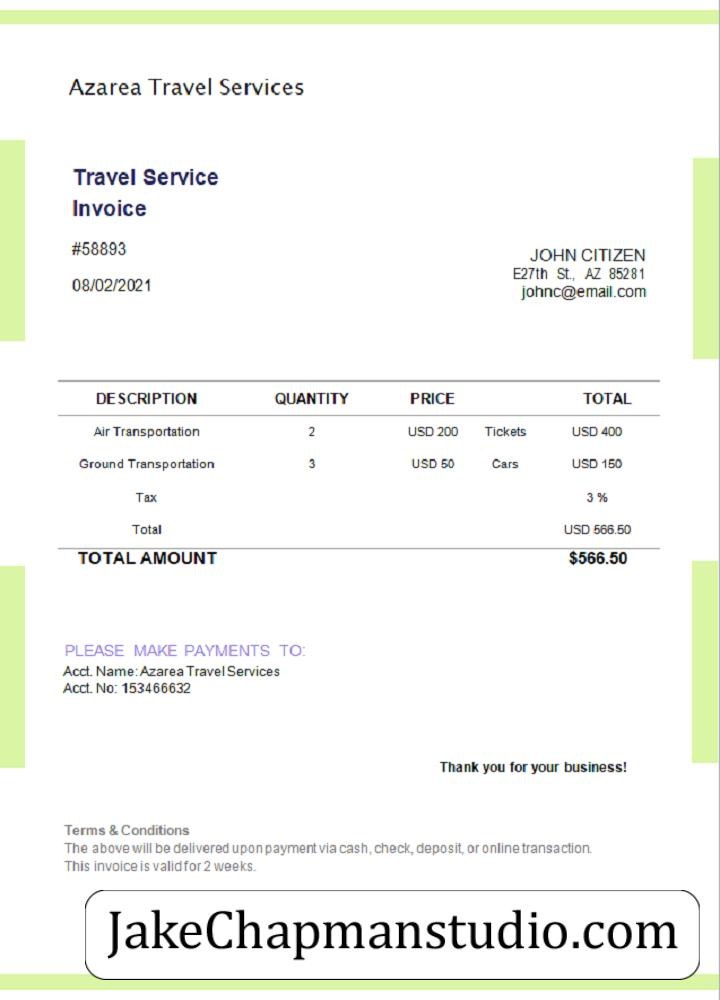 Azarea Travel Services
Travel Service
Invoice
#58893
08/02/2021
JOHN CITIZEN
E27th St., AZ 85281
johnc@email.com
DESCRIPTION QUANTITY PRICE TOTAL
Air Transportation 2 USD 200 Tickets USD 400
Ground Transportation 3 USD 50 Cars USD 150
Tax 3 %
Total USD 566.50
TOTAL AMOUNT $566.50
PLEASE MAKE PAYMENTS TO:
Acct. Name: Azarea Travel Services
Acct. No: 153466632
Thank you for your business!
Terms & Conditions
The above will be delivered upon payment via cash, check, deposit, or online transaction.
This invoice is valid for 2 weeks.
JakeChapmanstudio.com